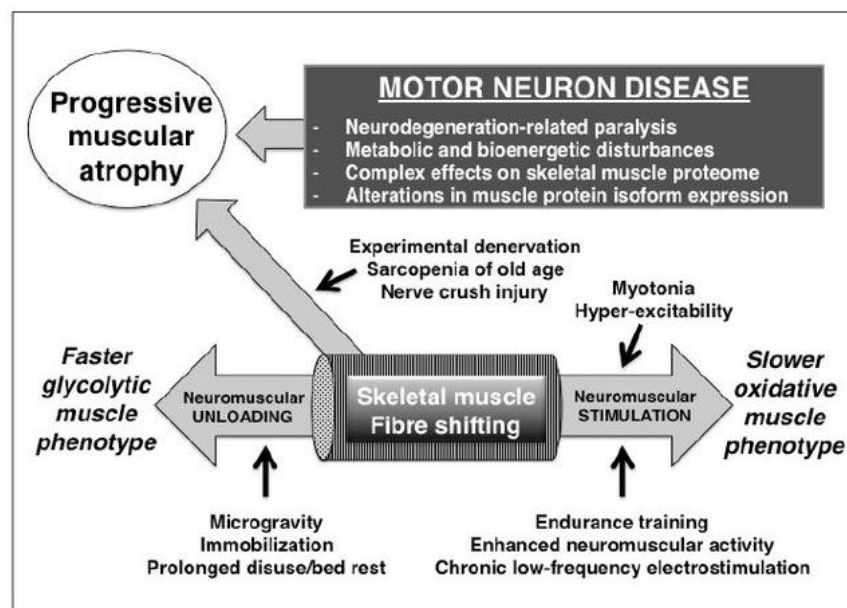 Progressive
muscular
atrophy
MOTOR NEURON DISEASE
- Neurodegeneration-related paralysis
- Metabolic and bioenergetic disturbances
- Complex effects on skeletal muscle proteome
- Alterations in muscle protein isoform expression
Experimental denervation
Sarcopenia of old age
Nerve crush injury
Myotonia
Hyper-excitability
Faster
glycolytic
muscle
phenotype
Neuromuscular
UNLOADING
Skeletal muscle
Fibre shifting
Neuromuscular
STIMULATION
Slower
oxidative
muscle
phenotype
Microgravity
Immobilization
Prolonged disuse/bed rest
Endurance training
Enhanced neuromuscular activity
Chronic low-frequency electrostimulation